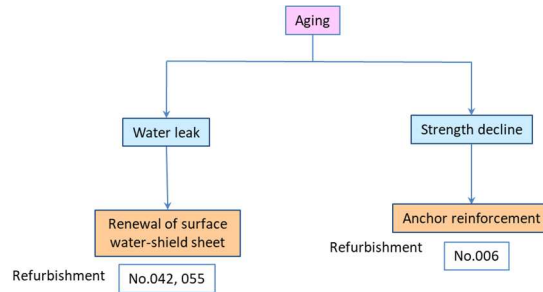 Aging
Water leak
Strength decline
Renewal of surface
water-shield sheet
Anchor reinforcement
Refurbishment
No.042, 055
Refurbishment
No.006